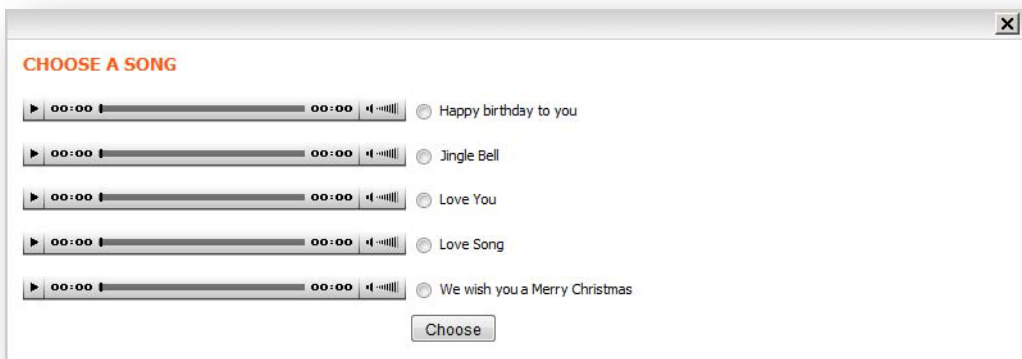 CHOOSE A SONG
00:00 00:00 Happy birthday to you
00:00 00:00 Jingle Bell
00:00 00:00 Love You
00:00 00:00 Love Song
00:00 00:00 We wish you a Merry Christmas
Choose